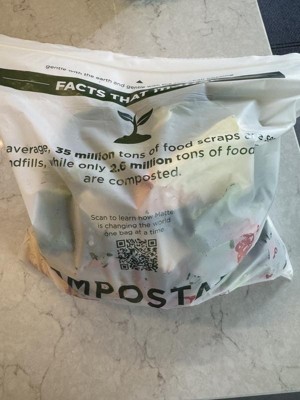 gentle with the earth and gentle
FACTS THAT
average, 35 million tons of food scraps
ndfills, while only 2.6 million tons of food
are composted.
Scan to learn how Matter
is changing the world
one bag at a time.
OMPOSTA